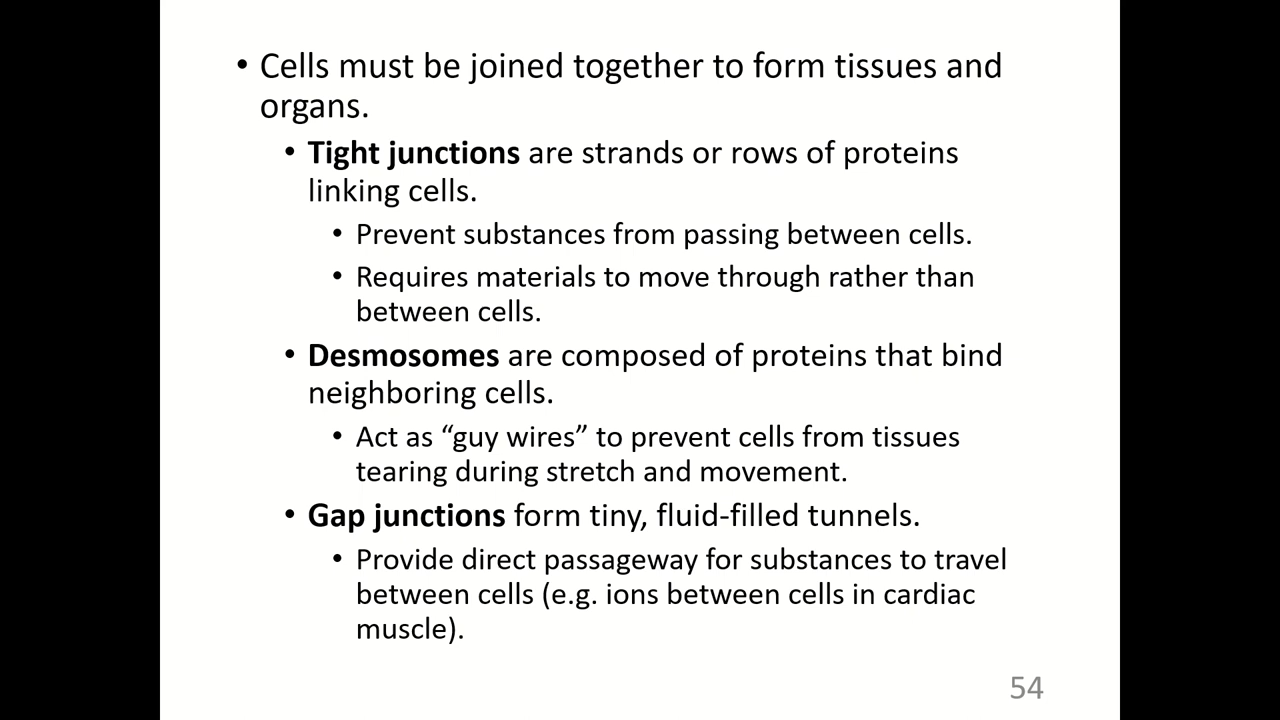 • Cells must be joined together to form tissues and
organs.
• Tight junctions are strands or rows of proteins
linking cells.
• Prevent substances from passing between cells.
• Requires materials to move through rather than
between cells.
• Desmosomes are composed of proteins that bind
neighboring cells.
• Act as “guy wires” to prevent cells from tissues
tearing during stretch and movement.
• Gap junctions form tiny, fluid-filled tunnels.
• Provide direct passageway for substances to travel
between cells (e.g. ions between cells in cardiac
muscle).
54